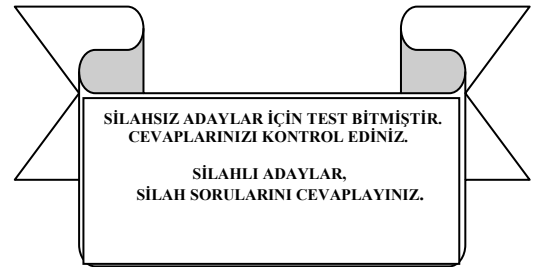 SİLAHSIZ ADAYLAR İÇİN TEST BİTMİŞTİR.
CEVAPLARINIZI KONTROL EDİNİZ.
SİLAHLI ADAYLAR,
SİLAH SORULARINI CEVAPLAYINIZ.